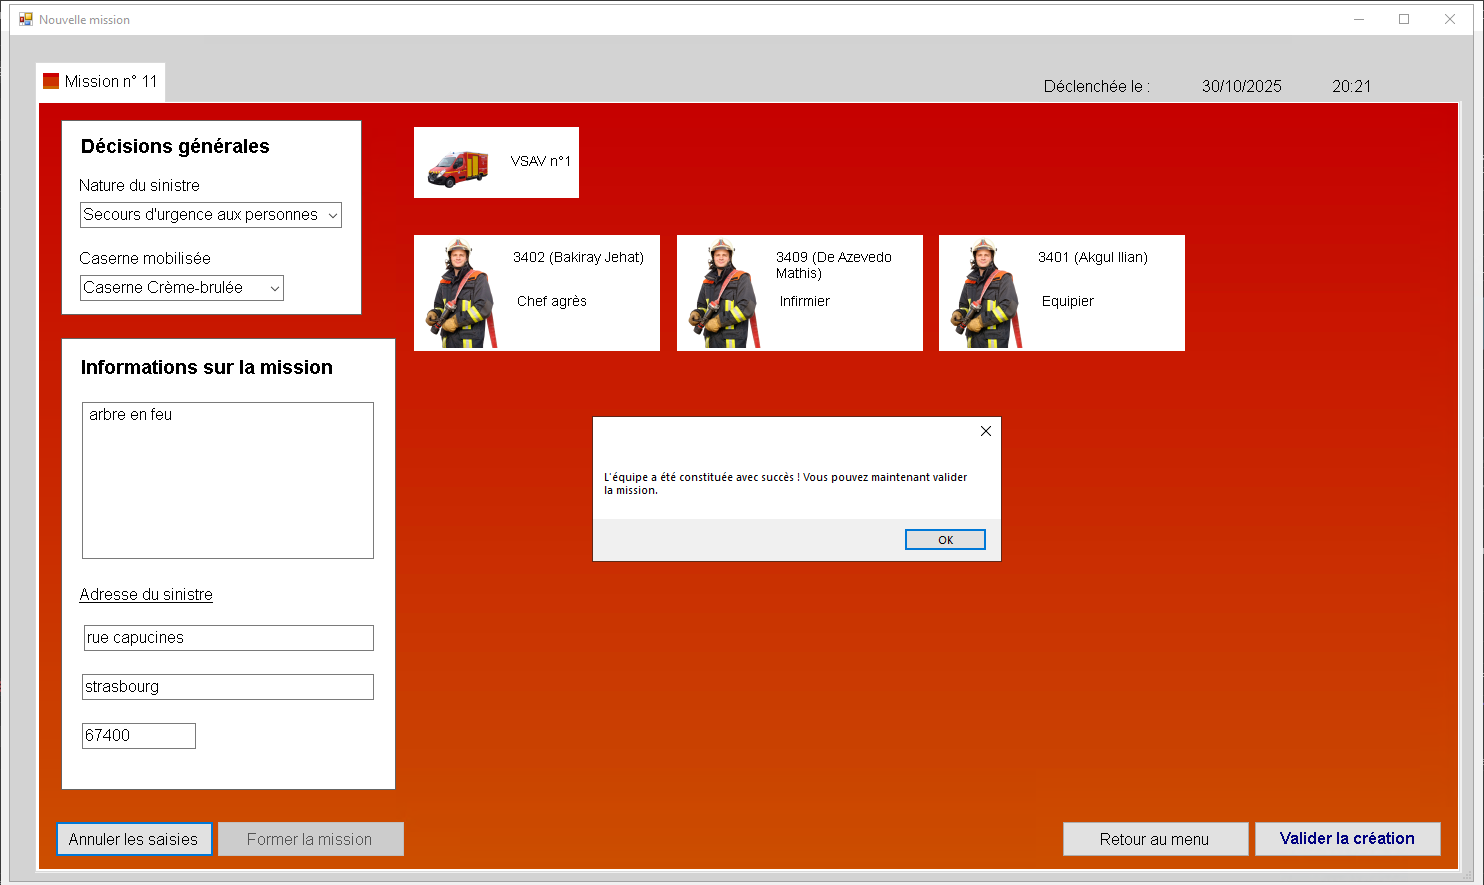 Nouvelle mission
Mission n° 11
Déclenchée le :
30/10/2025
20:21
Décisions générales
Nature du sinistre
Secours d'urgence aux personnes
Caserne mobilisée
Caserne Crème-brulée
VSAV n°1
3402 (Bakiray Jehat)
Chef agrès
3409 (De Azevedo
Mathis)
Infirmier
3401 (Akgul Ilian)
Equipier
Informations sur la mission
arbre en feu
Adresse du sinistre
rue capucines
strasbourg
67400
L'équipe a été constituée avec succès ! Vous pouvez maintenant valider
la mission.
OK
Annuler les saisies
Former la mission
Retour au menu
Valider la création